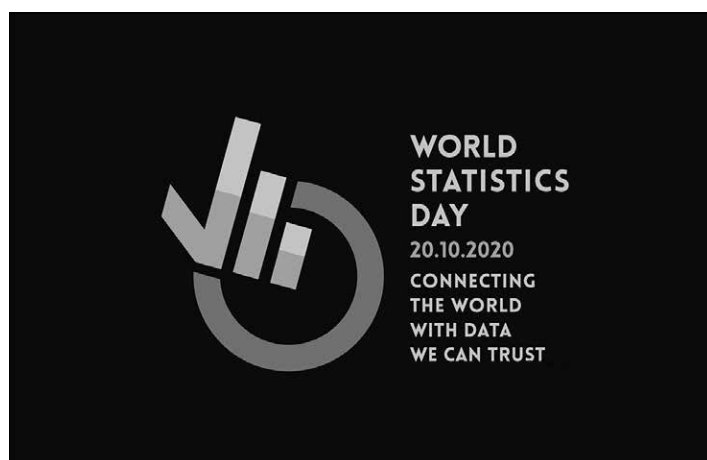 WORLD
STATISTICS
DAY
20.10.2020
CONNECTING
THE WORLD
WITH DATA
WE CAN TRUST